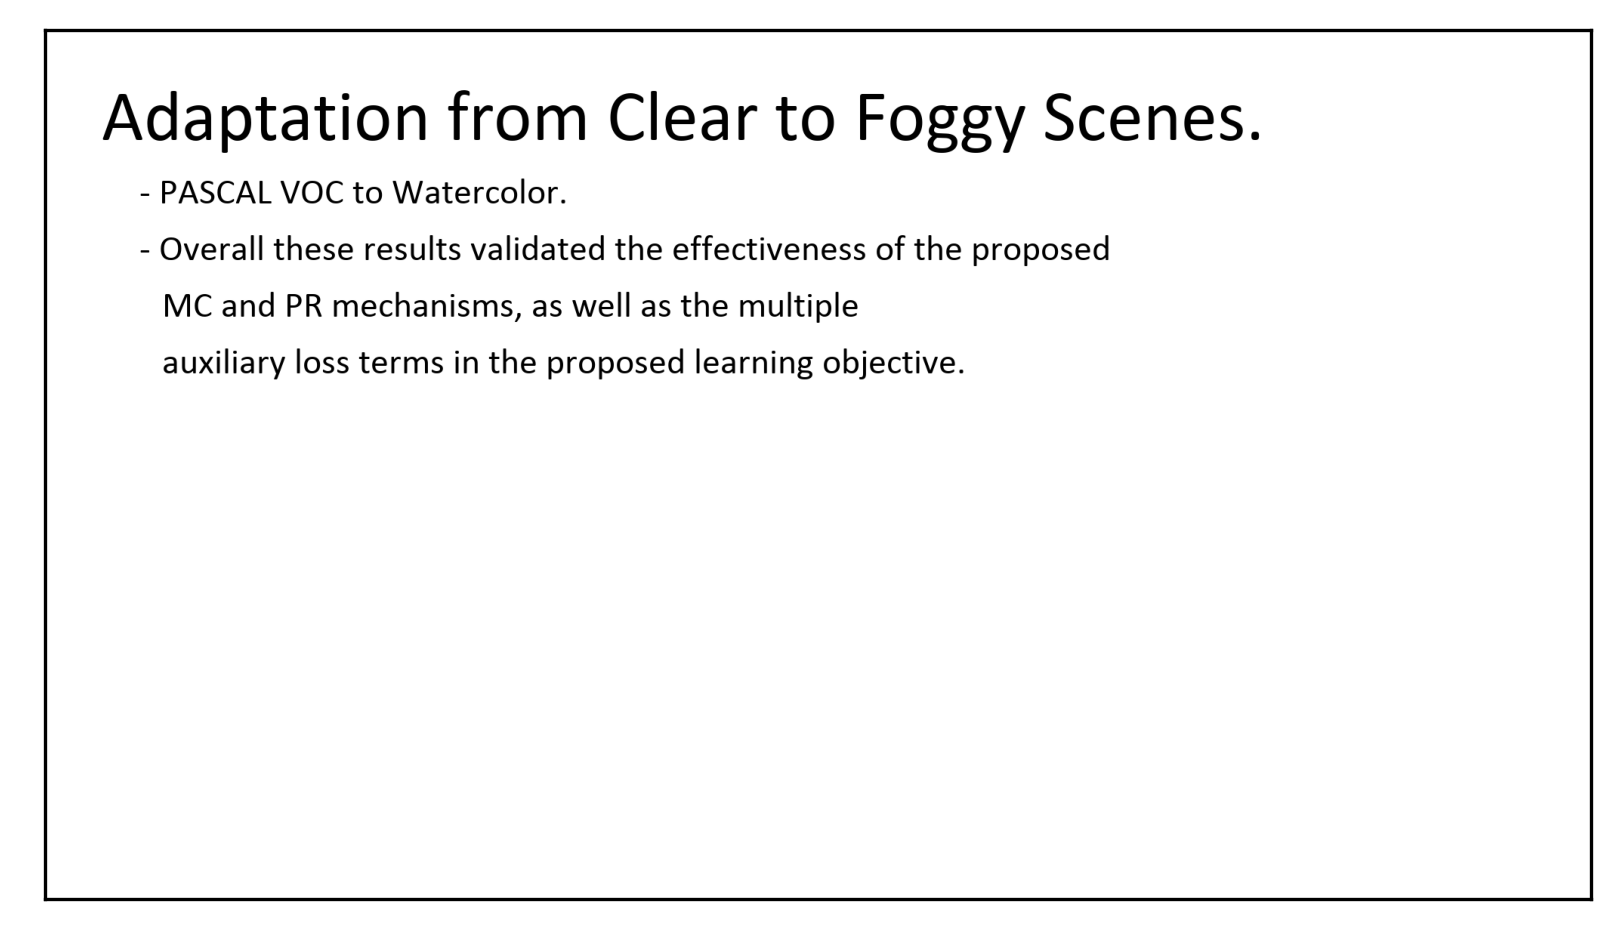 Adaptation from Clear to Foggy Scenes.
- PASCAL VOC to Watercolor.
- Overall these results validated the effectiveness of the proposed
MC and PR mechanisms, as well as the multiple
auxiliary loss terms in the proposed learning objective.